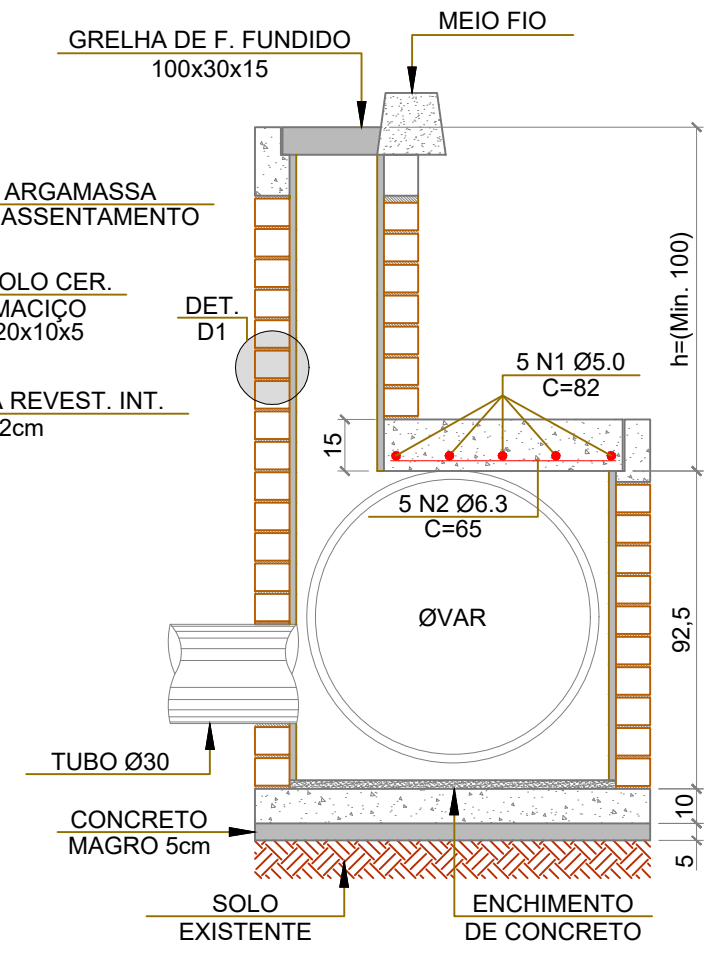 MEIO FIO
GRELHA DE F. FUNDIDO
100x30x15
ARGAMASSA
ASSENTAMENTO
OLO CER.
MACIÇO
20x10x5
DET.
D1
A REVEST. INT.
2cm
h=(Min. 100)
5 N1 Ø5.0
C=82
15
5 N2 Ø6.3
C=65
ØVAR
92,5
TUBO Ø30
CONCRETO
MAGRO 5cm
10
5
SOLO
EXISTENTE
ENCHIMENTO
DE CONCRETO